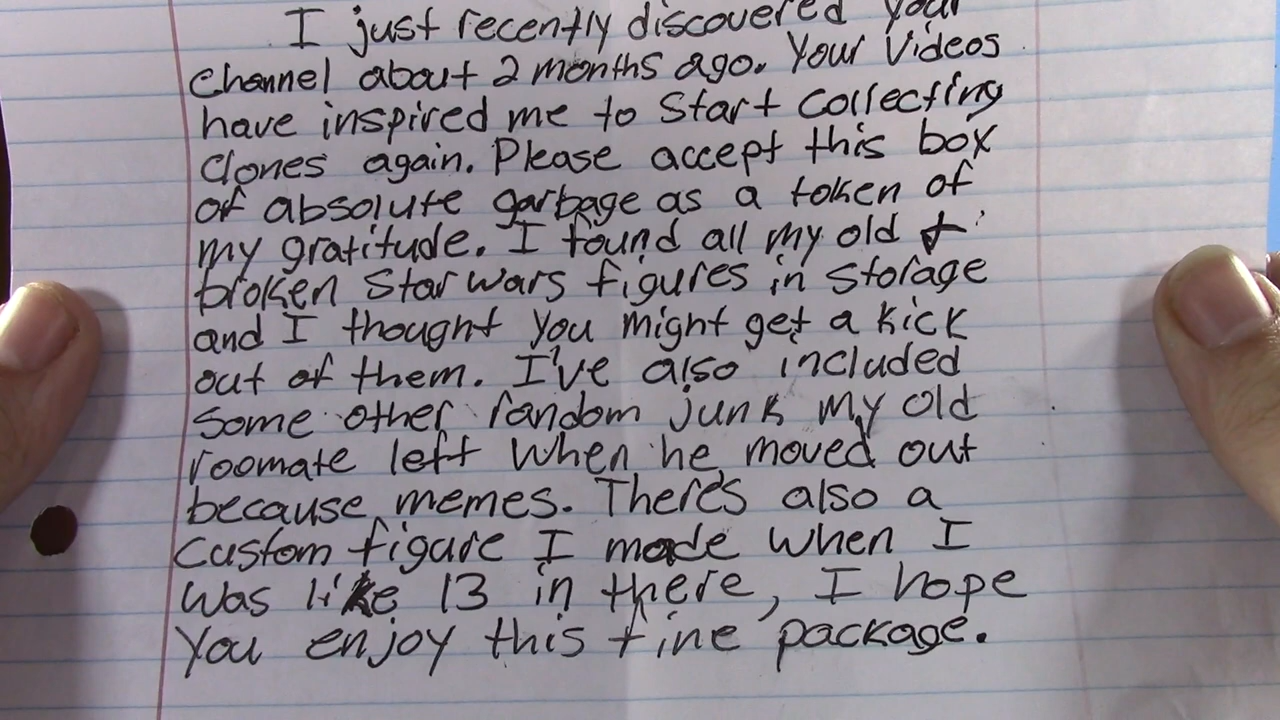 I just recently discovered your
channel about 2 months ago. Your Videos
have inspired me to Start Collecting
Clones again. Please accept this box
of absolute garbage as a token of
my gratitude. I found all my old &
broken Star Wars figures in Storage
and I thought you might get a kick
out of them. I've also included
some other random junk my old
roomate left when he moved out
because memes. There's also a
Custom figure I made when I
was like 13 in there, I hope
You enjoy this fine package.